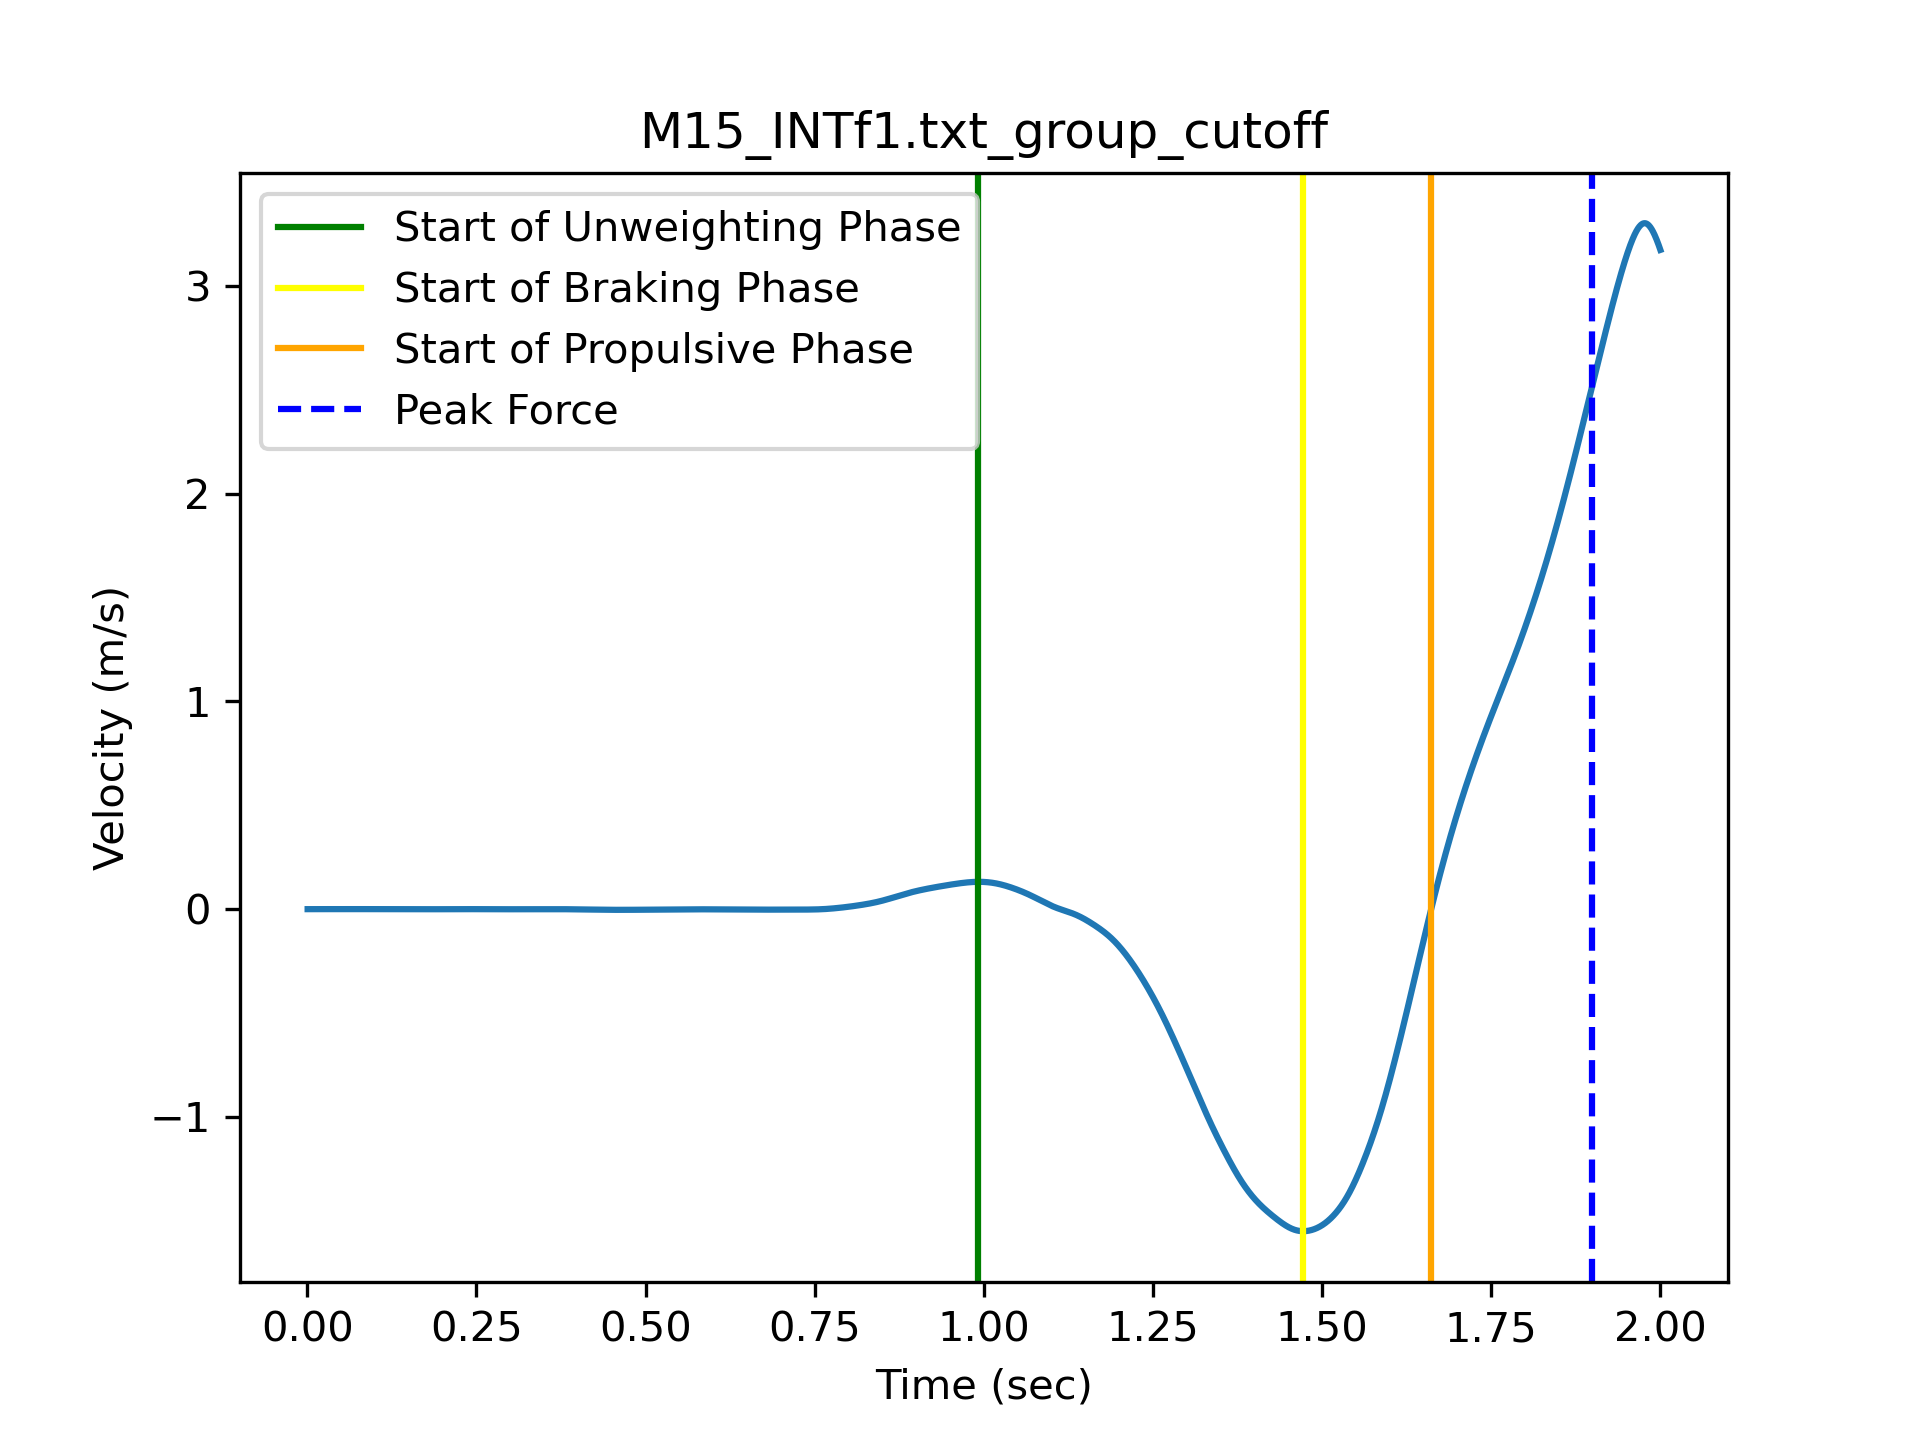 M15_INTf1.txt_group_cutoff
Start of Unweighting Phase
Start of Braking Phase
Start of Propulsive Phase
Peak Force
Velocity (m/s)
3
2
1
0
−1
0.00 0.25 0.50 0.75 1.00 1.25 1.50 1.75 2.00
Time (sec)